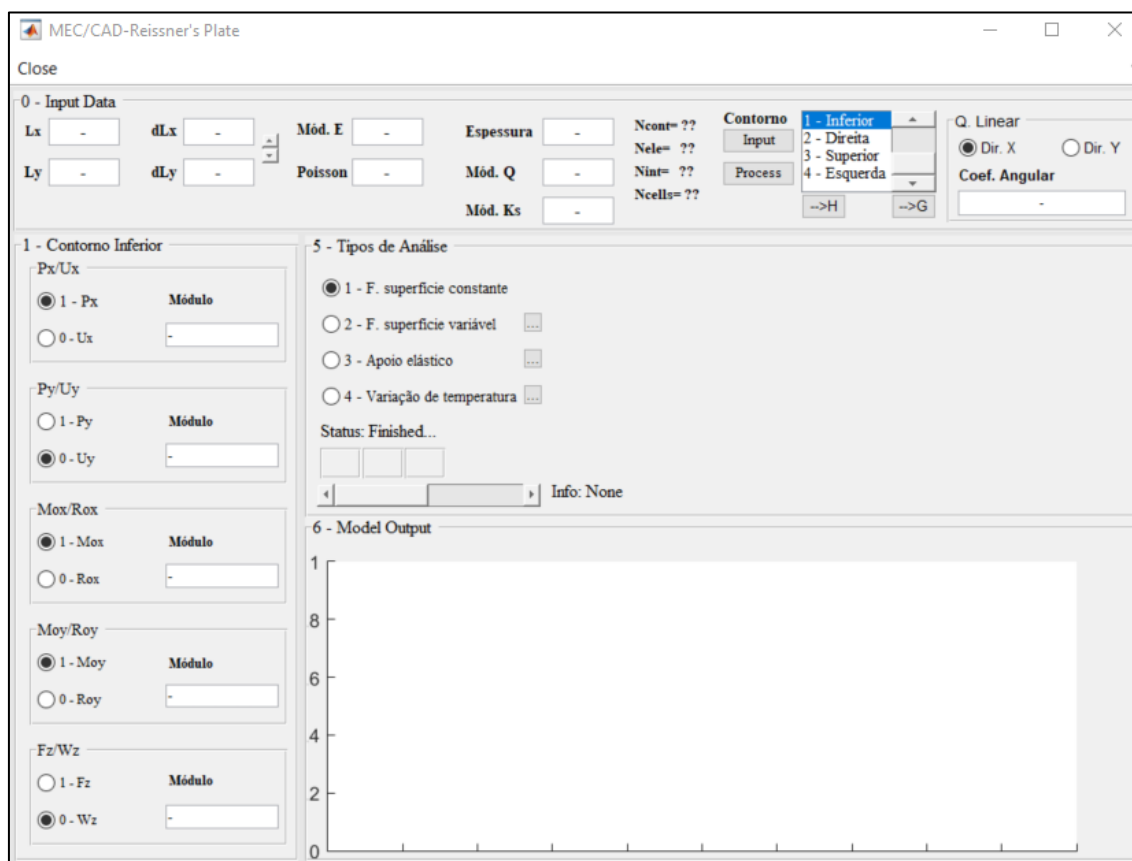 MEC/CAD-Reissner's Plate
Close
0 - Input Data
Lx - dLx - Mód. E - Espessura - Ncont= ?? Contorno 1 - Inferior Q. Linear
Ly - dLy - Poisson - Mód. Q - Nele= ?? Input 2 - Direita Dir. X Dir. Y
Mód. Ks - Nint= ?? Process 3 - Superior Coef. Angular
Ncells= ?? 4 - Esquerda -
-->H -->G
1 - Contorno Inferior
Px/Ux
1 - Px Módulo
0 - Ux -
Py/Uy
1 - Py Módulo
0 - Uy -
Mox/Rox
1 - Mox Módulo
0 - Rox -
Moy/Roy
1 - Moy Módulo
0 - Roy -
Fz/Wz
1 - Fz Módulo
0 - Wz -
5 - Tipos de Análise
1 - F. superfície constante
2 - F. superfície variável ...
3 - Apoio elástico ...
4 - Variação de temperatura ...
Status: Finished...
Info: None
6 - Model Output
1
8
6
4
2
0